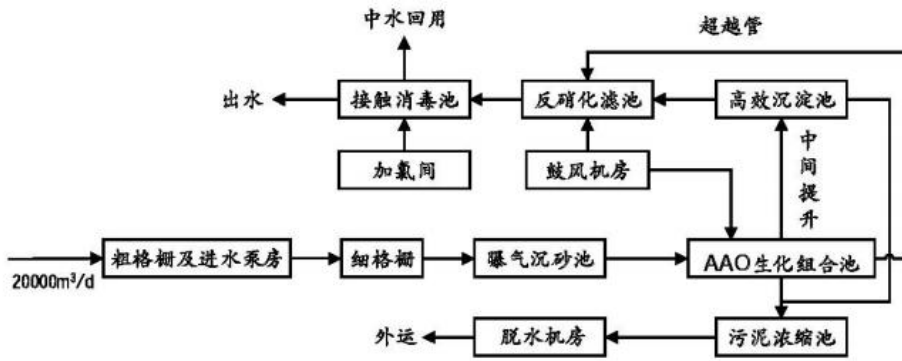 中水回用
超越管
出水
接触消毒池
反硝化滤池
高效沉淀池
加氯间
鼓风机房
中间提升
粗格栅及进水泵房
细格栅
曝气沉砂池
AAO生化组合池
20000m³/d
外运
脱水机房
污泥浓缩池